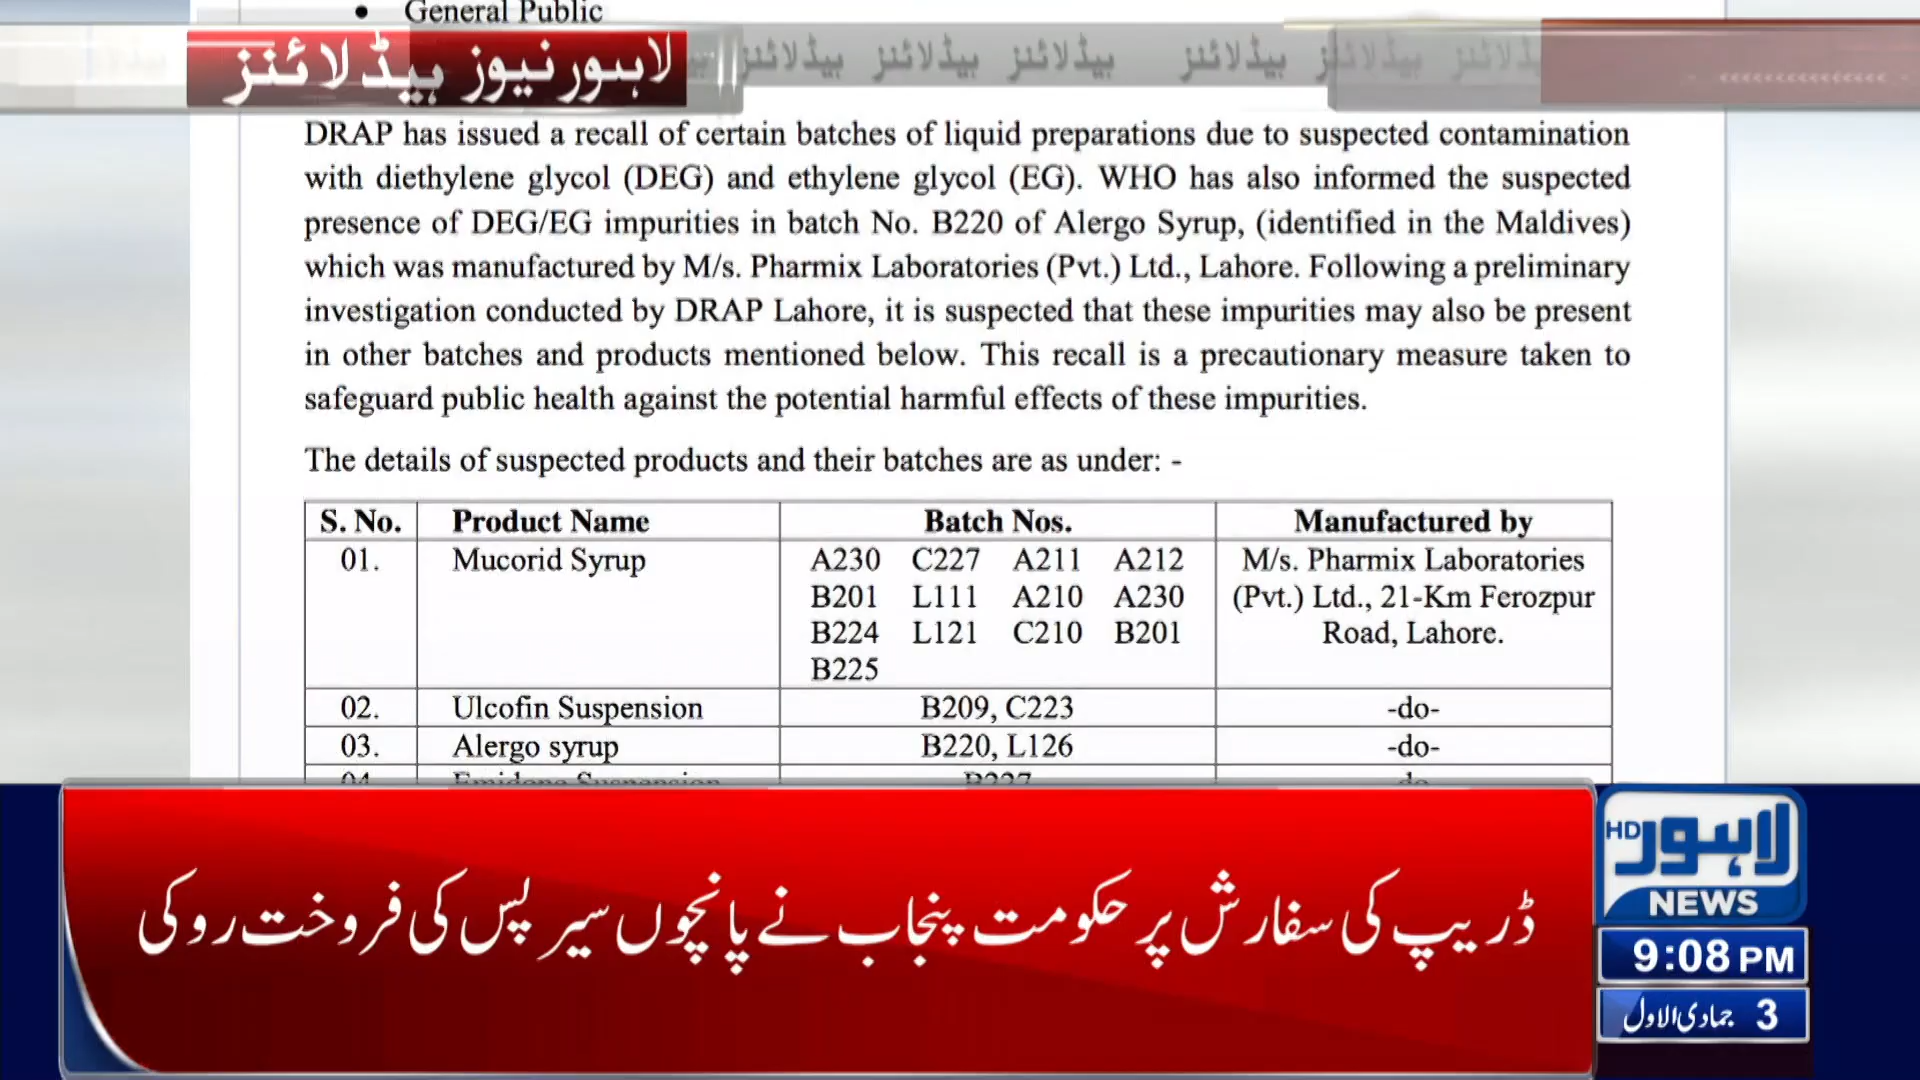 • General Public
لاہور نیوز ہیڈلائنز
ہیڈلائنز ہیڈلائنز ہیڈلائنز ہیڈلائنز
DRAP has issued a recall of certain batches of liquid preparations due to suspected contamination
with diethylene glycol (DEG) and ethylene glycol (EG). WHO has also informed the suspected
presence of DEG/EG impurities in batch No. B220 of Alergo Syrup, (identified in the Maldives)
which was manufactured by M/s. Pharmix Laboratories (Pvt.) Ltd., Lahore. Following a preliminary
investigation conducted by DRAP Lahore, it is suspected that these impurities may also be present
in other batches and products mentioned below. This recall is a precautionary measure taken to
safeguard public health against the potential harmful effects of these impurities.
The details of suspected products and their batches are as under: -
S. No. Product Name Batch Nos. Manufactured by
01. Mucorid Syrup A230 C227 A211 A212 M/s. Pharmix Laboratories
B201 L111 A210 A230 (Pvt.) Ltd., 21-Km Ferozpur
B224 L121 C210 B201 Road, Lahore.
B225
02. Ulcofin Suspension B209, C223 -do-
03. Alergo syrup B220, L126 -do-
ڈریپ کی سفارش پر حکومت پنجاب نے پانچوں سیرپس کی فروخت روکی
لاہور HD
NEWS
9:08 PM
3 جمادی الاول